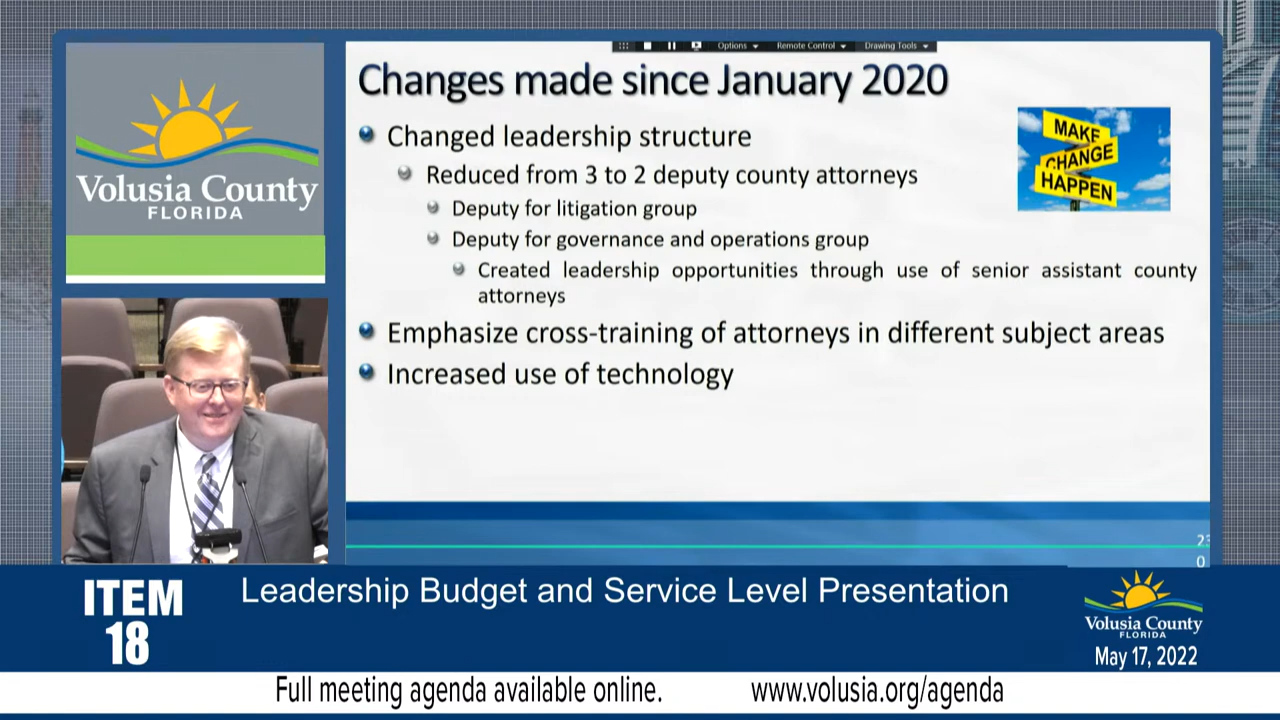 Options
Remote Control
Drawing Tools
Changes made since January 2020
MAKE
CHANGE
HAPPEN
Changed leadership structure
Reduced from 3 to 2 deputy county attorneys
Deputy for litigation group
Deputy for governance and operations group
Created leadership opportunities through use of senior assistant county
attorneys
Emphasize cross-training of attorneys in different subject areas
Increased use of technology
Volusia County
FLORIDA
23
0
ITEM
18
Leadership Budget and Service Level Presentation
Volusia County
FLORIDA
May 17, 2022
Full meeting agenda available online.
www.volusia.org/agenda